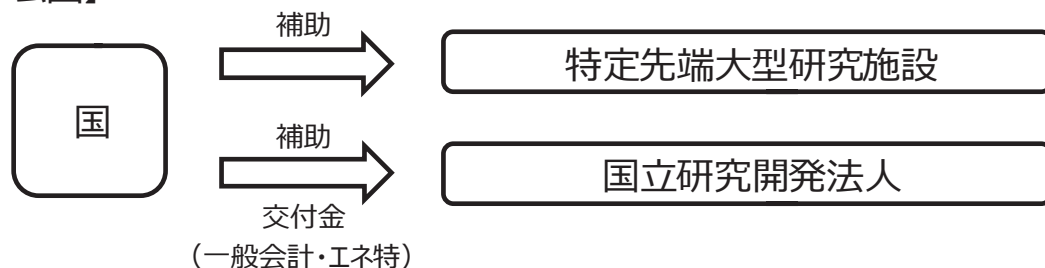 補助
特定先端大型研究施設
国
補助
国立研究開発法人
交付金
（一般会計・エネ特）